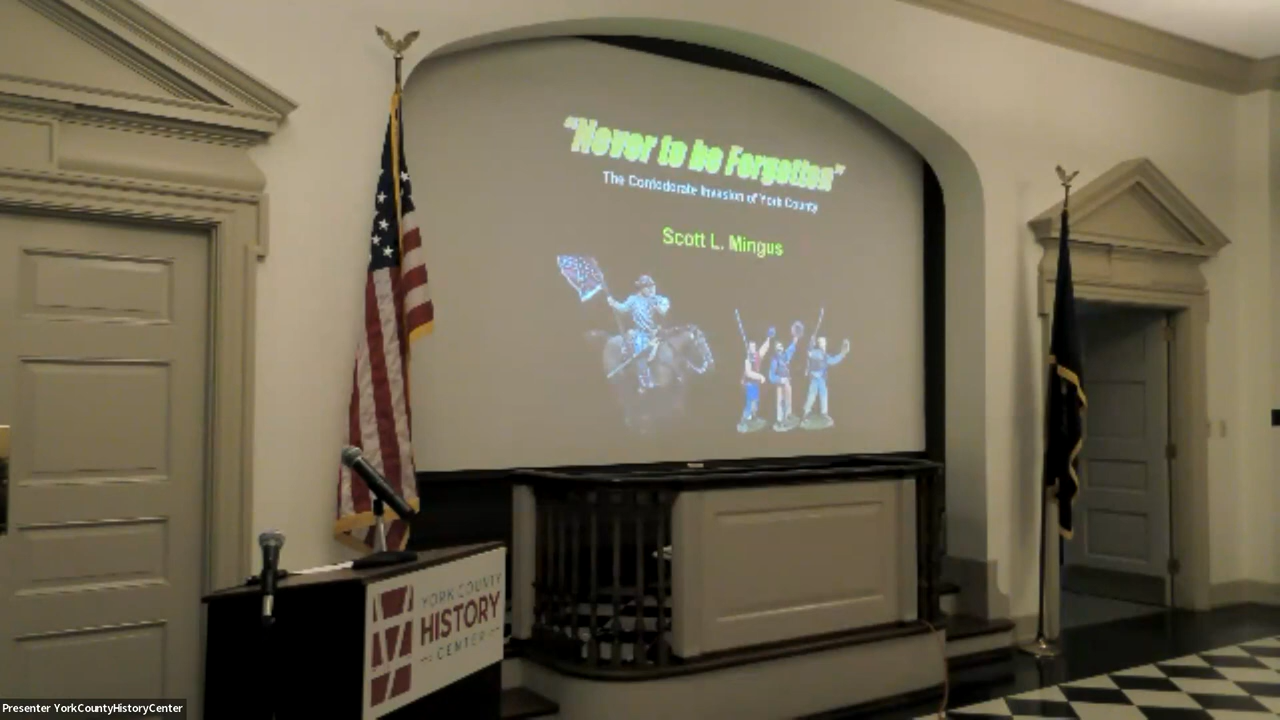 "Never to be Forgotten"
The Confederate Invasion of York County
Scott L. Mingus
YORK COUNTY
HISTORY
CENTER
Presenter YorkCountyHistoryCenter